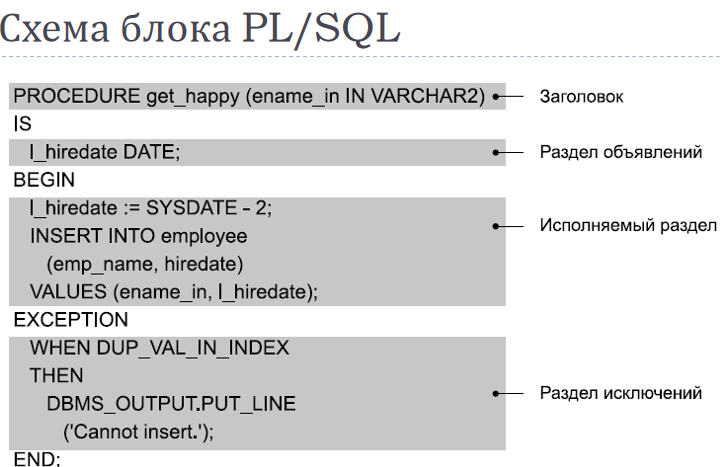 Схема блока PL/SQL
PROCEDURE get_happy (ename_in IN VARCHAR2)
Заголовок
IS
l_hiredate DATE;
Раздел объявлений
BEGIN
l_hiredate := SYSDATE - 2;
Исполняемый раздел
INSERT INTO employee
(emp_name, hiredate)
VALUES (ename_in, l_hiredate);
EXCEPTION
WHEN DUP_VAL_IN_INDEX
THEN
DBMS_OUTPUT.PUT_LINE
Раздел исключений
('Cannot insert.');
END: